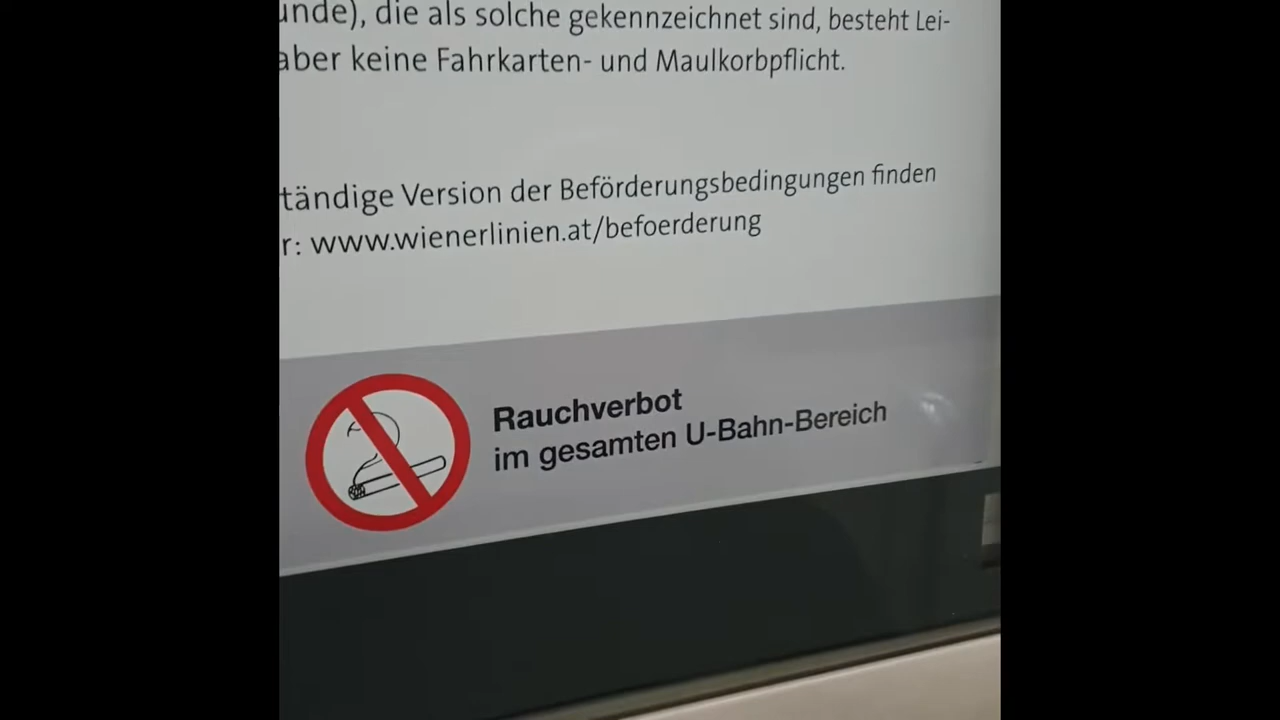 unde), die als solche gekennzeichnet sind, besteht Lei-
aber keine Fahrkarten- und Maulkorbpflicht.
tändige Version der Beförderungsbedingungen finden
r: www.wienerlinien.at/befoerderung
Rauchverbot
im gesamten U-Bahn-Bereich